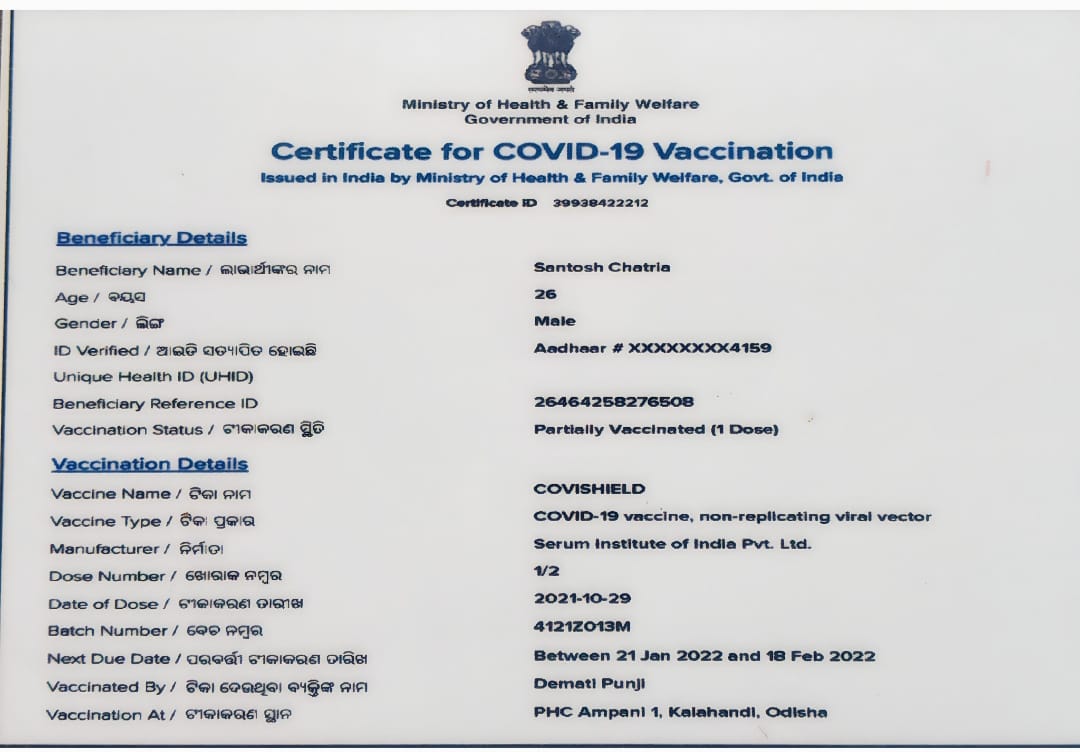 सत्यमेव जयते
Ministry of Health & Family Welfare
Government of India
Certificate for COVID-19 Vaccination
Issued in India by Ministry of Health & Family Welfare, Govt. of India
Certificate ID 39938422212
Beneficiary Details
Beneficiary Name / ଲାଭାର୍ଥୀଙ୍କର ନାମ Santosh Chatria
Age / ବୟସ 26
Gender / ଲିଙ୍ଗ Male
ID Verified / ଆଇଡି ସତ୍ୟାପିତ ହୋଇଛି Aadhaar # XXXXXXXX4159
Unique Health ID (UHID)
Beneficiary Reference ID 26464258276508
Vaccination Status / ଟୀକାକରଣ ସ୍ଥିତି Partially Vaccinated (1 Dose)
Vaccination Details
Vaccine Name / ଟିକା ନାମ COVISHIELD
Vaccine Type / ଟିକା ପ୍ରକାର COVID-19 vaccine, non-replicating viral vector
Manufacturer / ନିର୍ମାତା Serum Institute of India Pvt. Ltd.
Dose Number / ଖୋରାକ ନମ୍ବର 1/2
Date of Dose / ଟୀକାକରଣ ତାରୀଖ 2021-10-29
Batch Number / ବେଚ ନମ୍ବର 4121Z013M
Next Due Date / ପରବର୍ତ୍ତୀ ଟୀକାକରଣ ତାରିଖ Between 21 Jan 2022 and 18 Feb 2022
Vaccinated By / ଟିକା ଦେଉଥିବା ବ୍ୟକ୍ତିଙ୍କ ନାମ Demati Punji
Vaccination At / ଟୀକାକରଣ ସ୍ଥାନ PHC Ampani 1, Kalahandi, Odisha